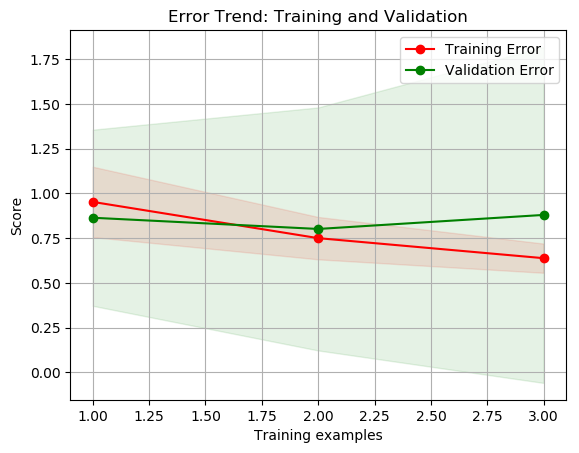 Error Trend: Training and Validation
Training Error
Validation Error
Score
1.75
1.50
1.25
1.00
0.75
0.50
0.25
0.00
1.00 1.25 1.50 1.75 2.00 2.25 2.50 2.75 3.00
Training examples